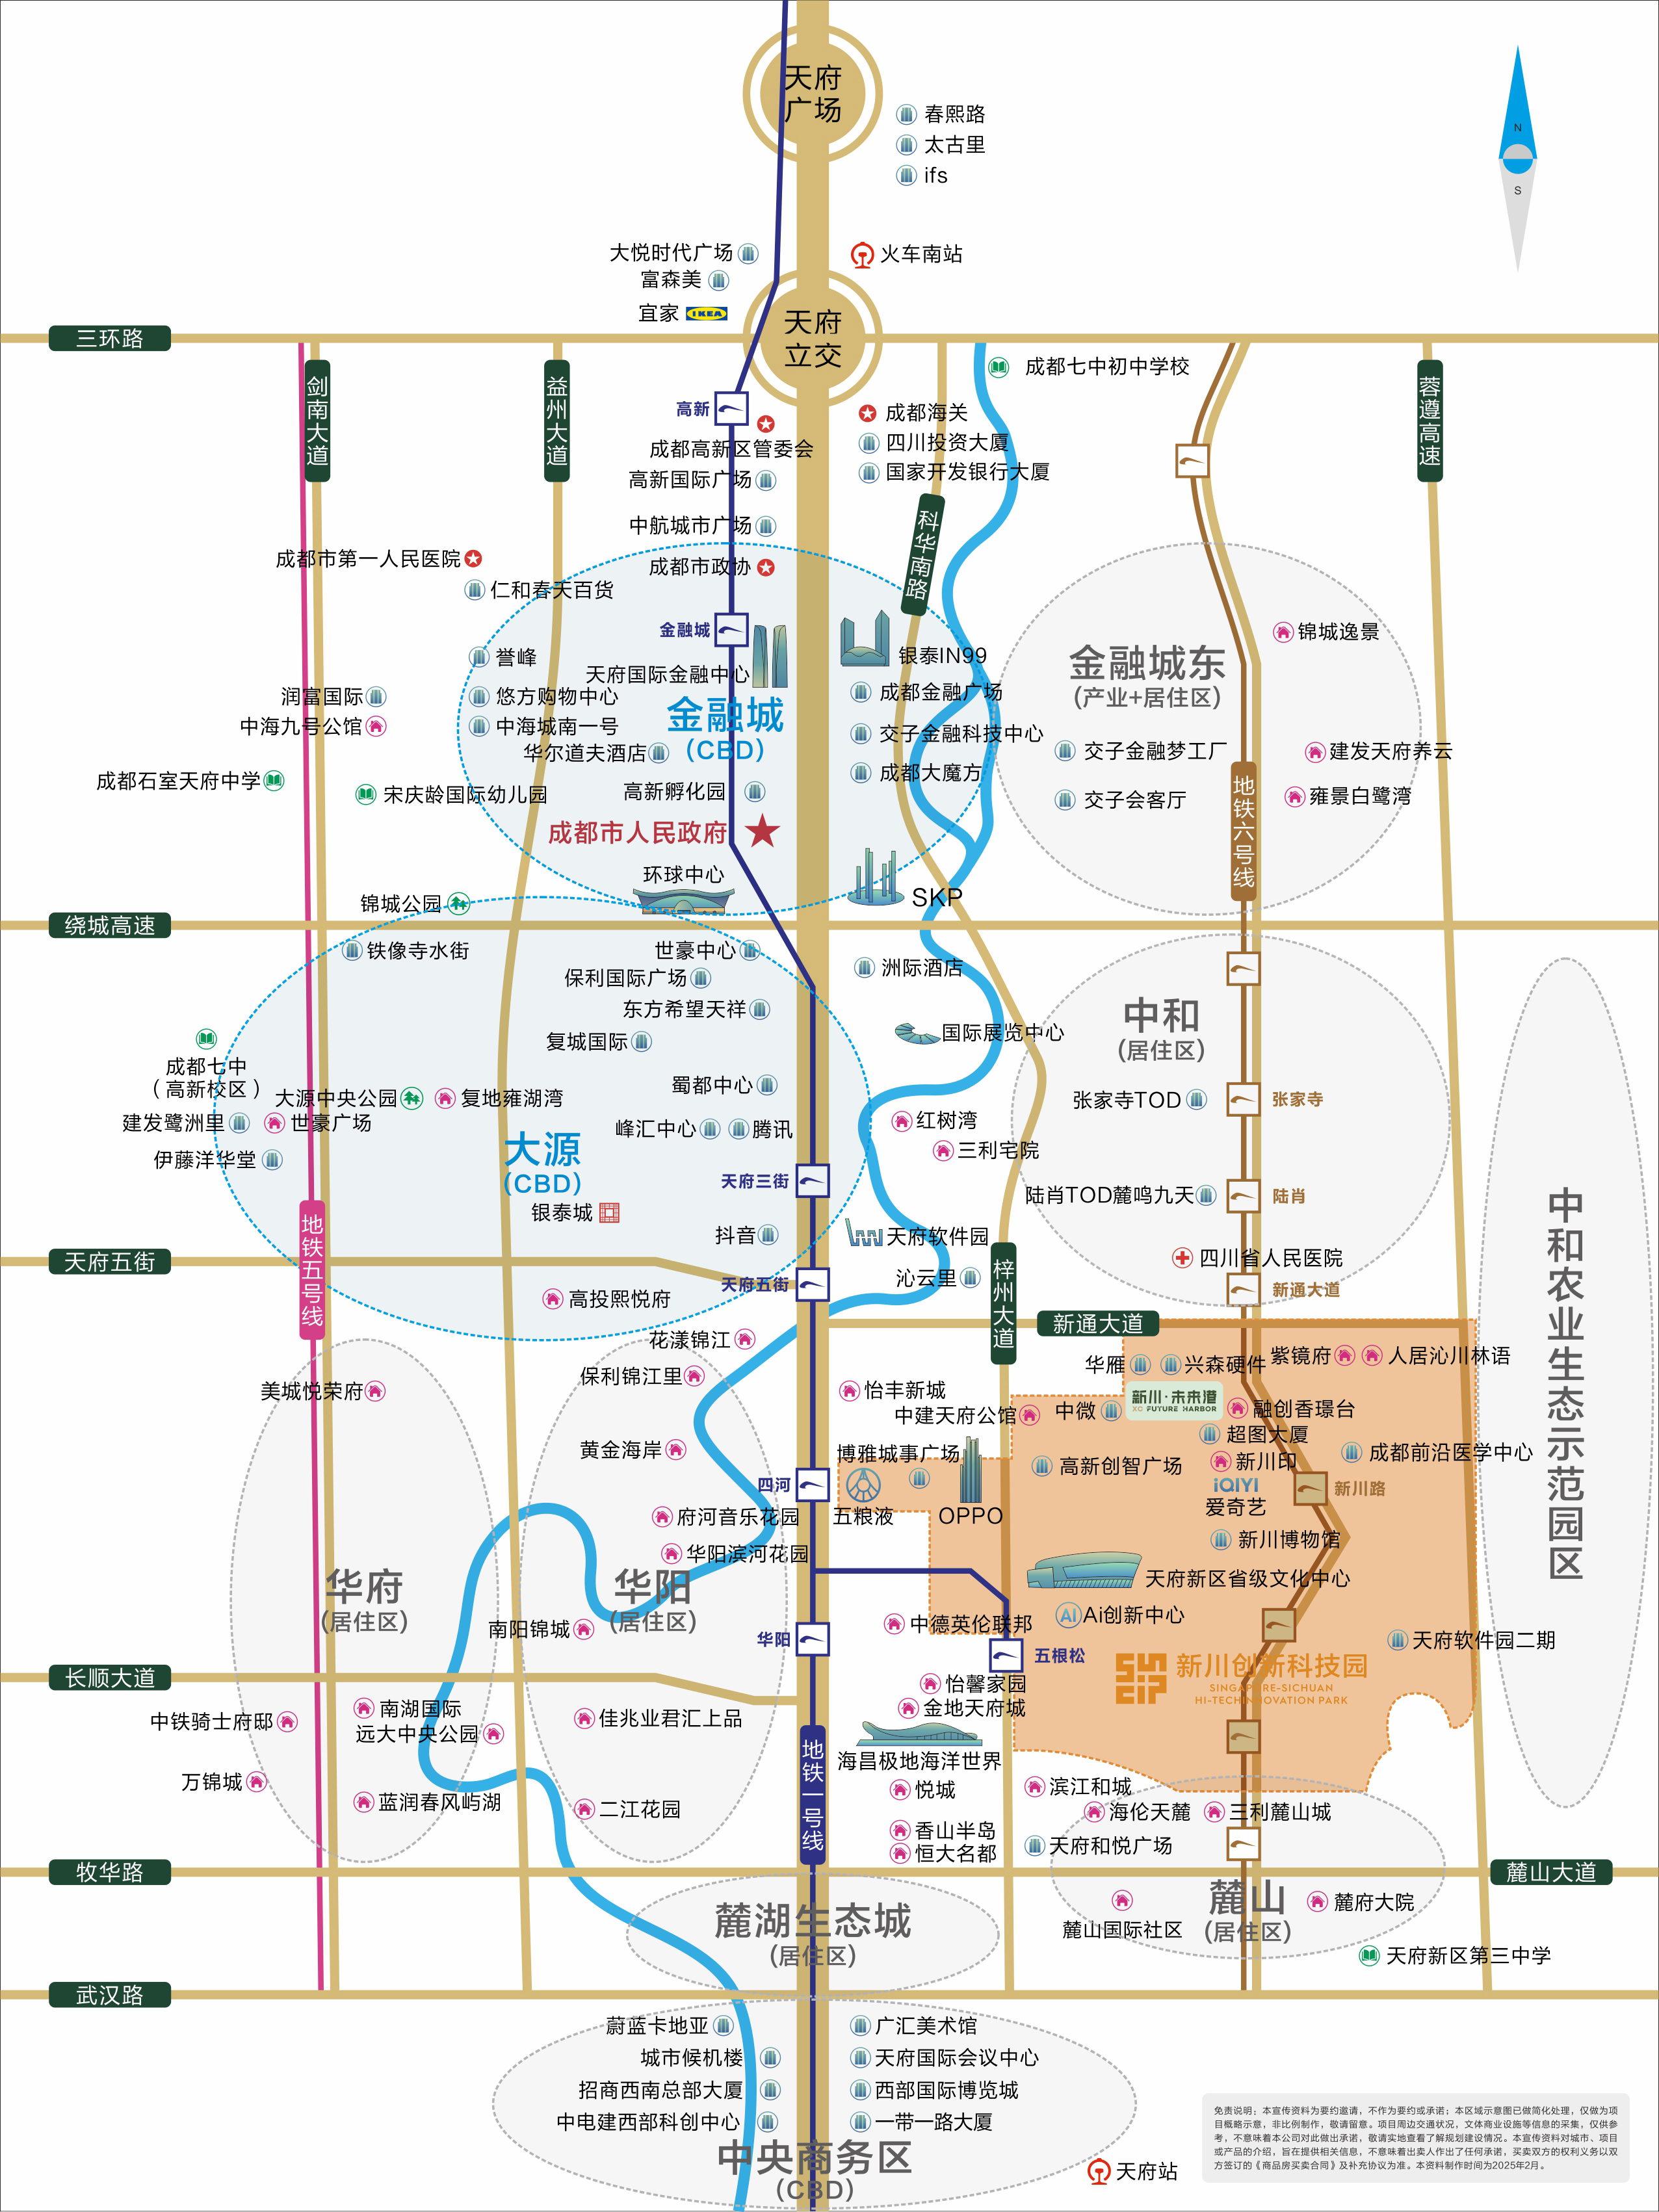 天府
广场
春熙路
太古里
ifs
N
S
大悦时代广场
富森美
宜家 IKEA
火车南站
天府
立交
三环路
剑南大道
益州大道
蓉遵高速
成都七中初中学校
高新
成都高新区管委会
高新国际广场
中航城市广场
成都海关
四川投资大厦
国家开发银行大厦
科华南路
成都市第一人民医院
仁和春天百货
成都市政协
金融城
天府国际金融中心
誉峰
悠方购物中心
中海城南一号
华尔道夫酒店
润富国际
中海九号公馆
金融城
(CBD)
银泰IN99
成都金融广场
交子金融科技中心
成都大魔方
金融城东
(产业+居住区)
锦城逸景
交子金融梦工厂
建发天府养云
交子会客厅
雍景白鹭湾
地铁六号线
成都石室天府中学
宋庆龄国际幼儿园
高新孵化园
成都市人民政府
环球中心
SKP
锦城公园
绕城高速
铁像寺水街
世豪中心
保利国际广场
东方希望天祥
复城国际
蜀都中心
峰汇中心
腾讯
洲际酒店
国际展览中心
中和
(居住区)
成都七中
(高新校区)
大源中央公园
复地雍湖湾
建发鹭洲里
世豪广场
伊藤洋华堂
大源
(CBD)
银泰城
天府三街
抖音
红树湾
三利宅院
张家寺TOD
张家寺
陆肖TOD麓鸣九天
陆肖
四川省人民医院
新通大道
中和农业生态示范园区
地铁五号线
天府五街
天府五街
天府软件园
沁云里
梓州大道
新通大道
高投熙悦府
花漾锦江
保利锦江里
美城悦荣府
黄金海岸
四河
府河音乐花园
华阳滨河花园
怡丰新城
中建天府公馆
博雅城事广场
五粮液
OPPO
华雁
兴森硬件
紫镜府
人居沁川林语
中微
新川·未来港
XC FUTURE HARBOR
融创香璟台
超图大厦
新川印
高新创智广场
成都前沿医学中心
iQIYI
爱奇艺
新川路
新川博物馆
天府新区省级文化中心
AI
Ai创新中心
天府软件园二期
新川创新科技园
SINGAPORE-SICHUAN
HI-TECH INNOVATION PARK
华府
(居住区)
华阳
(居住区)
南阳锦城
华阳
中德英伦联邦
五根松
怡馨家园
金地天府城
海昌极地海洋世界
长顺大道
南湖国际
远大中央公园
中铁骑士府邸
万锦城
蓝润春风屿湖
佳兆业君汇上品
二江花园
地铁一号线
悦城
香山半岛
恒大名都
滨江和城
海伦天麓
三利麓山城
天府和悦广场
牧华路
麓山大道
麓山
(居住区)
麓山国际社区
麓府大院
天府新区第三中学
麓湖生态城
(居住区)
武汉路
蔚蓝卡地亚
城市候机楼
招商西南总部大厦
中电建西部科创中心
广汇美术馆
天府国际会议中心
西部国际博览城
一带一路大厦
中央商务区
(CBD)
天府站
免责说明：本宣传资料为要约邀请，不作为要约或承诺；本区域示意图已做简化处理，仅做为项
目概略示意，非比例制作，敬请留意。项目周边交通状况，文体商业设施等信息的采集，仅供参
考，不意味着本公司对此做出承诺，敬请实地查看了解规划建设情况。本宣传资料对城市、项目
或产品的介绍，旨在提供相关信息，不意味着出卖人作出了任何承诺，买卖双方的权利义务以双
方签订的《商品房买卖合同》及补充协议为准。本资料制作时间为2025年2月。